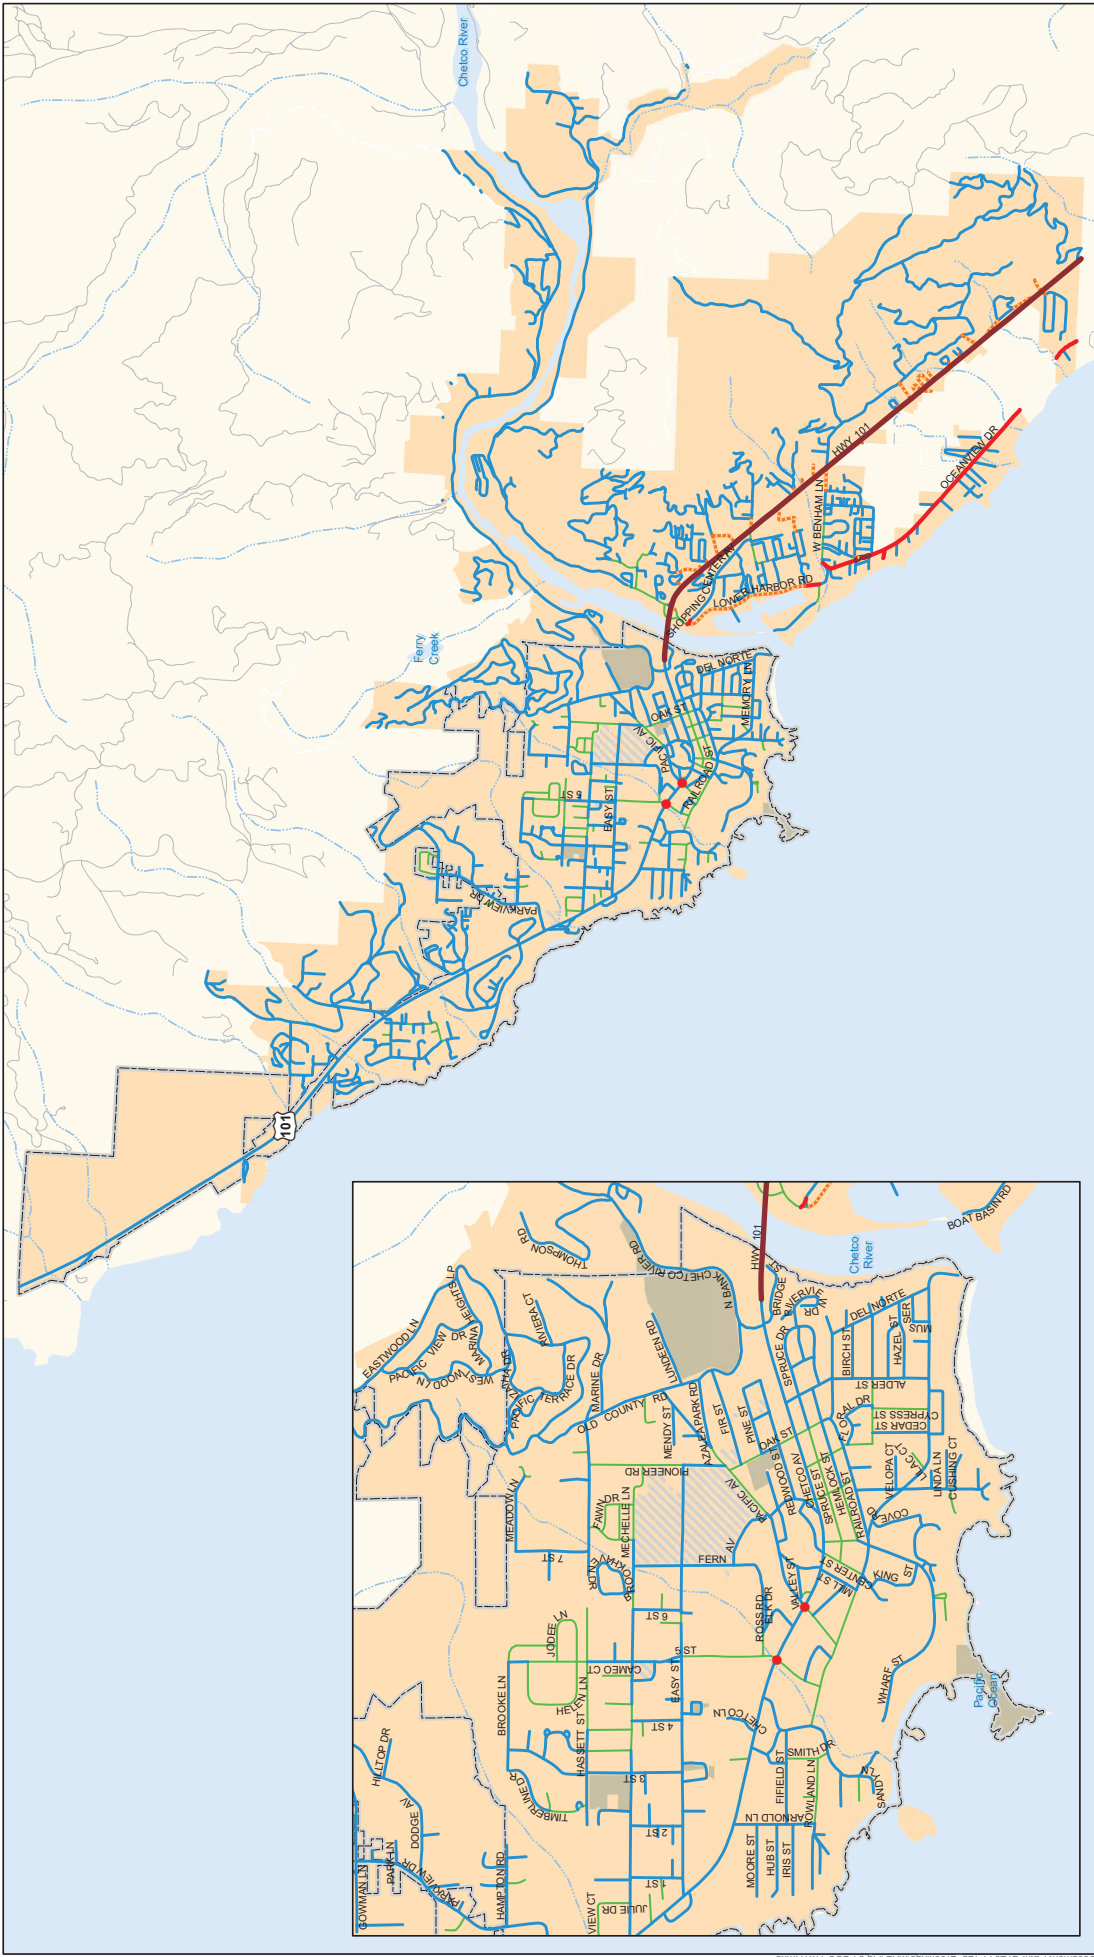 Chetco River
Ferry
Creek
HWY 101
OCEANVIEW DR
W BENHAM LN
SHOPPING CENTER AV
LOWER HARBOR RD
DEL NORTE
MEMORY LN
OAK ST
PACIFIC AV
RAILROAD ST
5 ST
EASY ST
PARKVIEW DR
101
THOMPSON RD
N BANK CHETCO RIVER RD
HWY 101
BOAT BASIN RD
Chetco
River
EASTWOOD LN
PACIFIC VIEW DR
MARINA HEIGHTS LP
WESTWOOD LN
RIVIERA CT
PACIFIC TERRACE DR
MARINE DR
LUNDEEN RD
OLD COUNTY RD
MENDY ST
AZALEA PARK RD
FIR ST
PINE ST
OAK ST
BRIDGE ST
RIVERVIEW DR
SPRUCE DR
BIRCH ST
DEL NORTE
HAZEL ST
MUSSER
ALDER ST
FLORAL DR
CYPRESS ST
CEDAR ST
MEADOW LN
PIONEER RD
FAWN DR
MECHELLE LN
7 ST
BROOKHAVEN DR
PACIFIC AV
REDWOOD ST
CHETCO AV
SPRUCE ST
HEMLOCK ST
RAILROAD ST
VELOPA CT
LILAC CT
LINDA LN
CUSHING CT
COVE RD
FERN AV
VALLEY ST
CENTER ST
MILL ST
KING ST
6 ST
ROSS RD
ELK DR
JODEE LN
5 ST
CAMEO CT
EASY ST
BROOKE LN
HELEN LN
HASSETT ST
4 ST
CHETCO LN
WHARF ST
Pacific
Ocean
HILLTOP DR
TIMBERLINE DR
3 ST
FIFIELD ST
SMITH DR
ROWLAND LN
SANDY LN
DODGE AV
2 ST
ARNOLD LN
PARK LN
GOWMAN LN
PARKVIEW DR
HAMPTON RD
1 ST
MOORE ST
HUB ST
IRIS ST
VIEW CT
JULIE DR